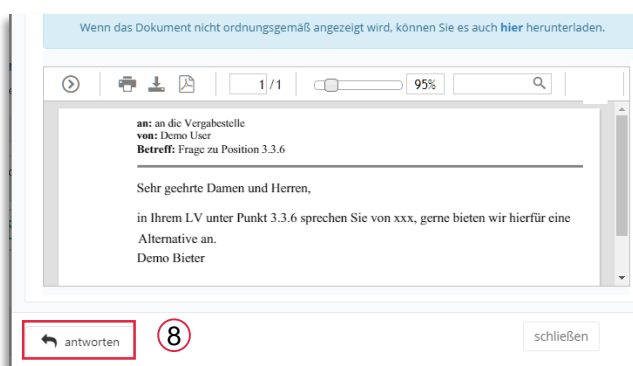 Wenn das Dokument nicht ordnungsgemäß angezeigt wird, können Sie es auch hier herunterladen.
1 / 1 95%
an: an die Vergabestelle
von: Demo User
Betreff: Frage zu Position 3.3.6
Sehr geehrte Damen und Herren,
in Ihrem LV unter Punkt 3.3.6 sprechen Sie von xxx, gerne bieten wir hierfür eine
Alternative an.
Demo Bieter
antworten 8 schließen